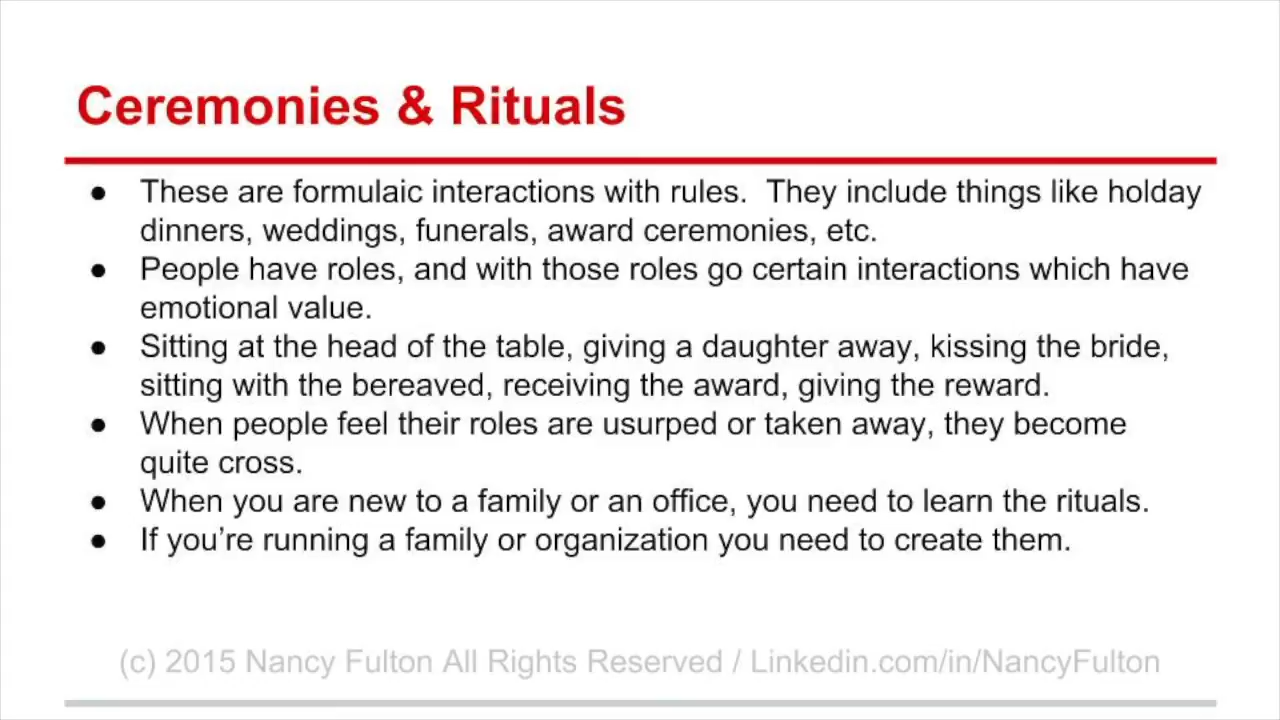 Ceremonies & Rituals
● These are formulaic interactions with rules.  They include things like holday
dinners, weddings, funerals, award ceremonies, etc.
● People have roles, and with those roles go certain interactions which have
emotional value.
● Sitting at the head of the table, giving a daughter away, kissing the bride,
sitting with the bereaved, receiving the award, giving the reward.
● When people feel their roles are usurped or taken away, they become
quite cross.
● When you are new to a family or an office, you need to learn the rituals.
● If you’re running a family or organization you need to create them.
(c) 2015 Nancy Fulton All Rights Reserved / Linkedin.com/in/NancyFulton